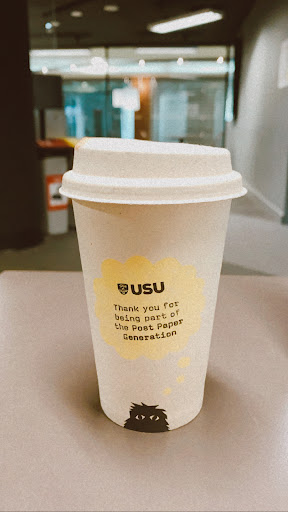 USU
Thank you for
being part of
the Post Paper
Generation